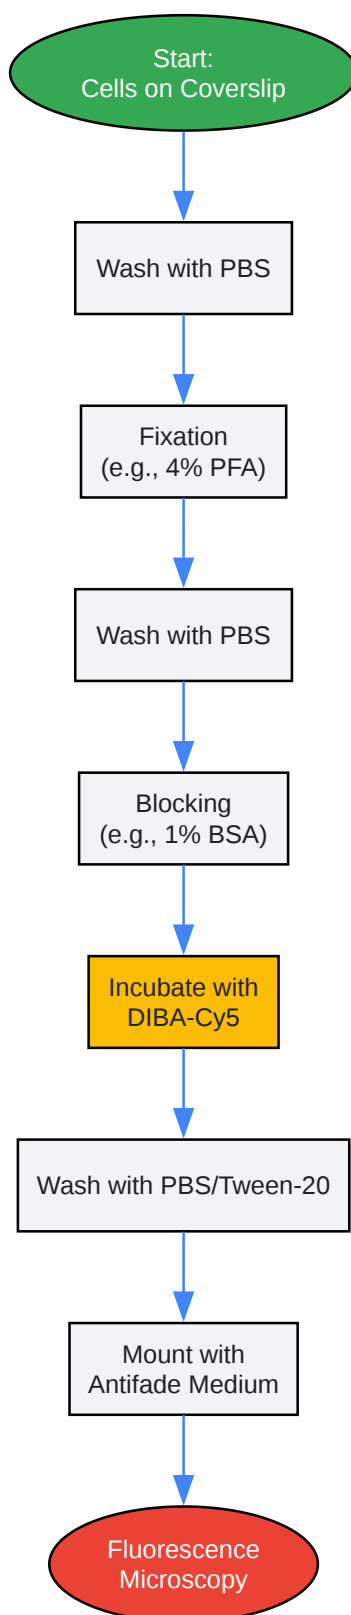 Start:
Cells on Coverslip
Wash with PBS
Fixation
(e.g., 4% PFA)
Wash with PBS
Blocking
(e.g., 1% BSA)
Incubate with
DIBA-Cy5
Wash with PBS/Tween-20
Mount with
Antifade Medium
Fluorescence
Microscopy